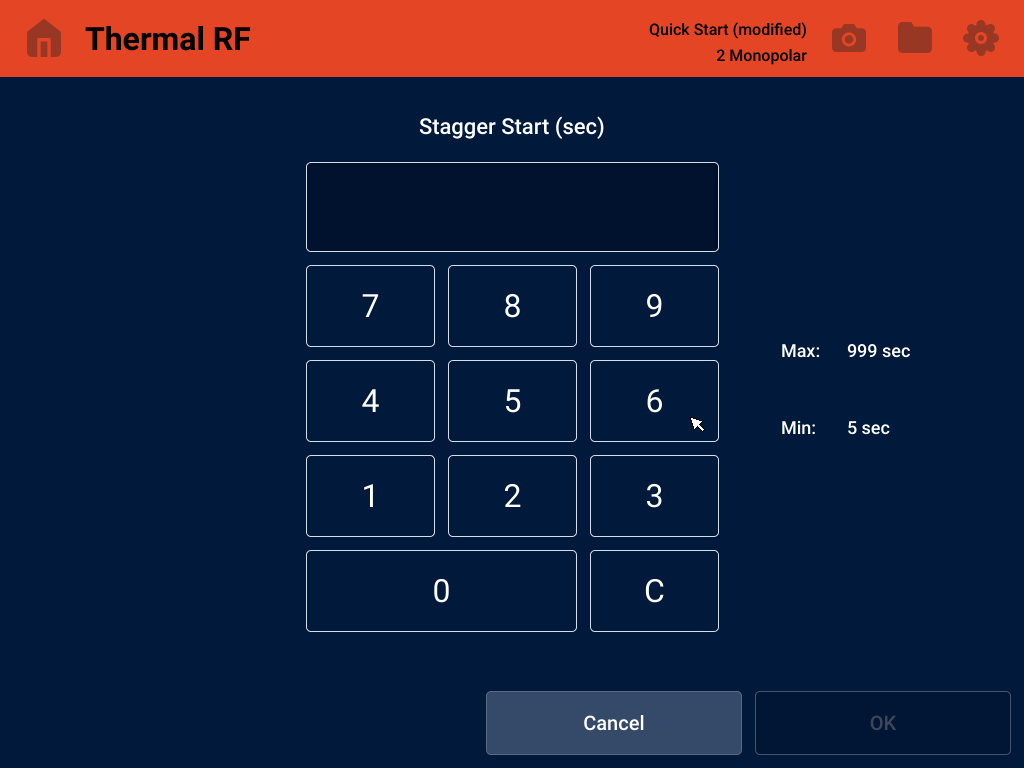 Thermal RF
Quick Start (modified)
2 Monopolar
Stagger Start (sec)
7 8 9
Max: 999 sec
4 5 6
Min: 5 sec
1 2 3
0 C
Cancel OK